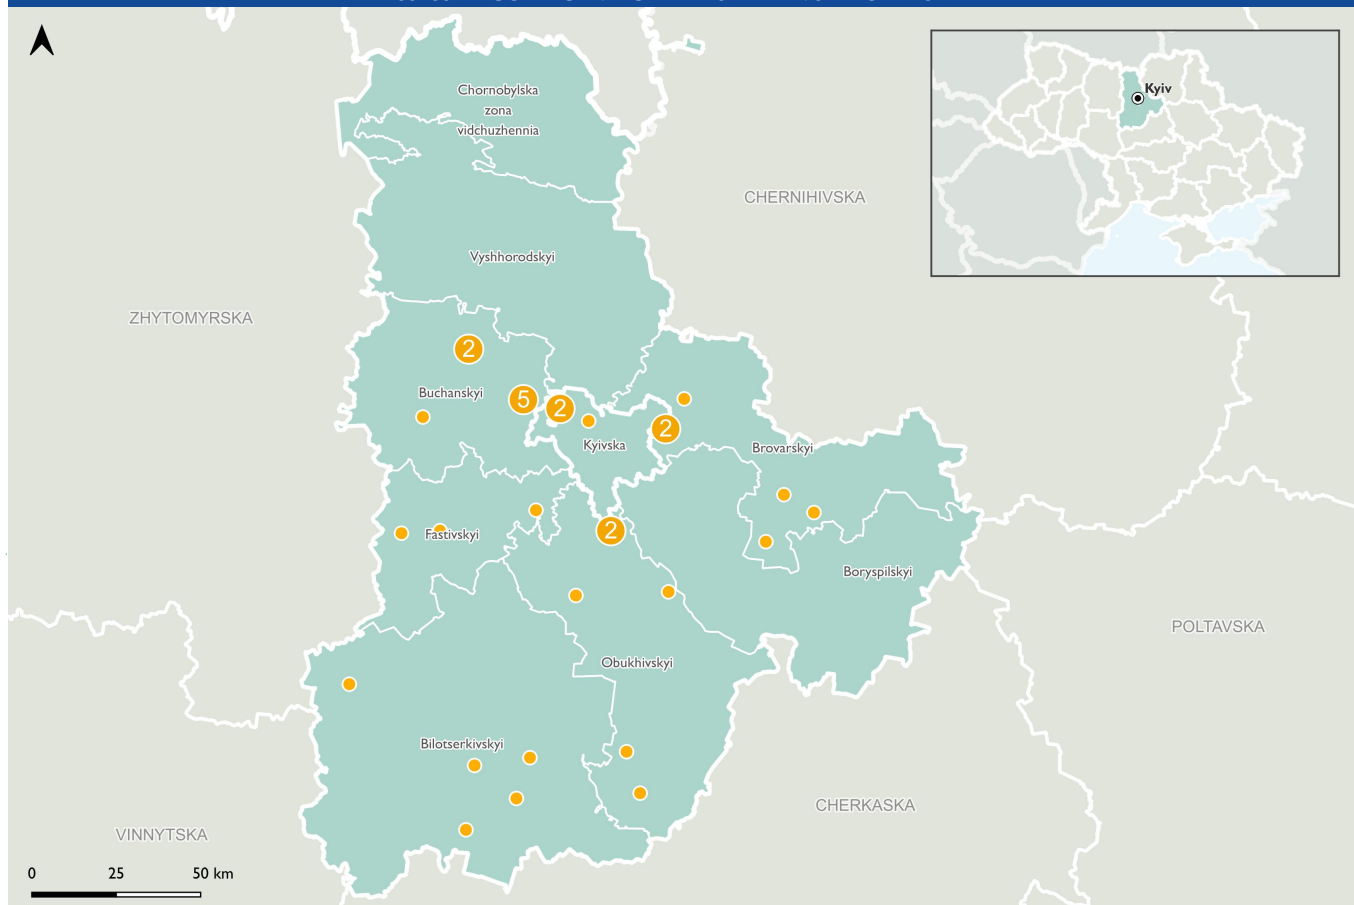 Chornobylska
zona
vidchuzhennia
Kyiv
CHERNIHIVSKA
Vyshhorodskyi
ZHYTOMYRSKA
2
Buchanskyi
5
2
2
Kyivska
Brovarskyi
2
Fastivskyi
Boryspilskyi
POLTAVSKA
Obukhivskyi
Bilotserkivskyi
CHERKASKA
VINNYTSKA
0 25 50 km